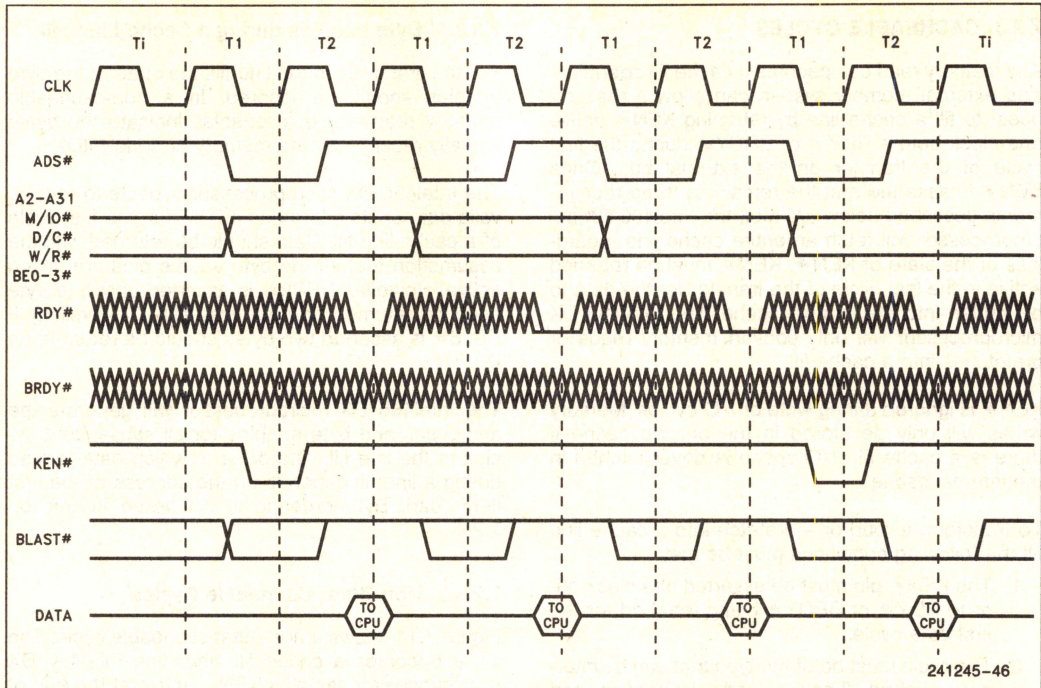 Ti T1 T2 T1 T2 T1 T2 T1 T2 Ti
CLK
ADS#
A2-A31
M/IO#
D/C#
W/R#
BE0-3#
RDY#
BRDY#
KEN#
BLAST#
DATA
TO CPU
TO CPU
TO CPU
TO CPU
241245-46